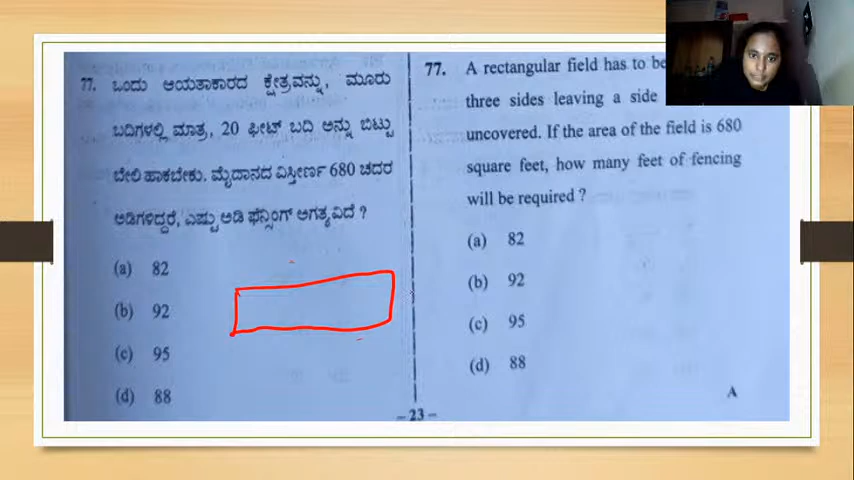 77. ಒಂದು ಆಯತಾಕಾರದ ಕ್ಷೇತ್ರವನ್ನು, ಮೂರು
ಬದಿಗಳಲ್ಲಿ ಮಾತ್ರ, 20 ಫೀಟ್ ಬದಿ ಅನ್ನು ಬಿಟ್ಟು
ಬೇಲಿ ಹಾಕಬೇಕು. ಮೈದಾನದ ವಿಸ್ತೀರ್ಣ 680 ಚದರ
ಅಡಿಗಳಿದ್ದರೆ, ಎಷ್ಟು ಅಡಿ ಫೆನ್ಸಿಂಗ್ ಅಗತ್ಯವಿದೆ ?
(a) 82
(b) 92
(c) 95
(d) 88
77. A rectangular field has to be
three sides leaving a side
uncovered. If the area of the field is 680
square feet, how many feet of fencing
will be required ?
(a) 82
(b) 92
(c) 95
(d) 88
A
–23–